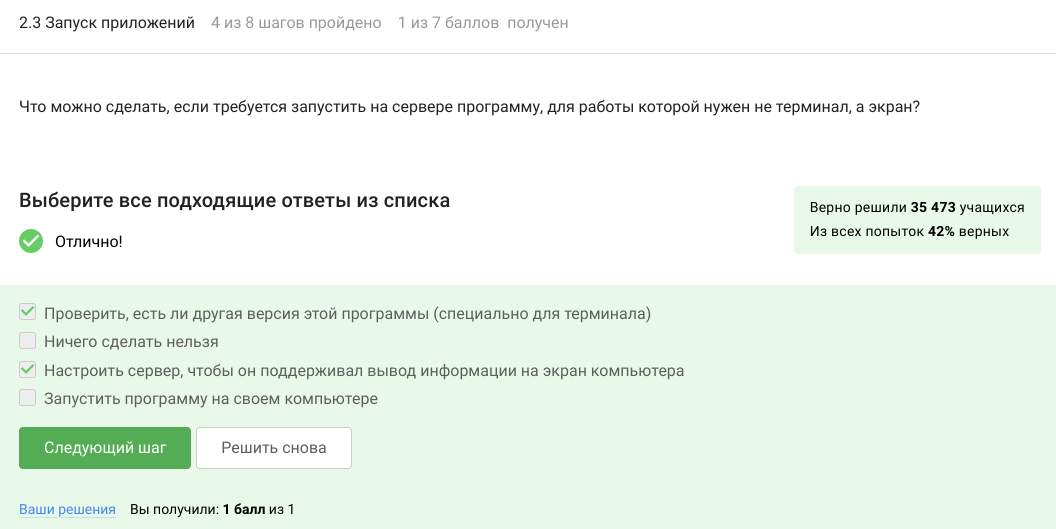 2.3 Запуск приложений 4 из 8 шагов пройдено 1 из 7 баллов получен
Что можно сделать, если требуется запустить на сервере программу, для работы которой нужен не терминал, а экран?
Выберите все подходящие ответы из списка
Верно решили 35 473 учащихся
Из всех попыток 42% верных
Отлично!
Проверить, есть ли другая версия этой программы (специально для терминала)
Ничего сделать нельзя
Настроить сервер, чтобы он поддерживал вывод информации на экран компьютера
Запустить программу на своем компьютере
Следующий шаг Решить снова
Ваши решения Вы получили: 1 балл из 1